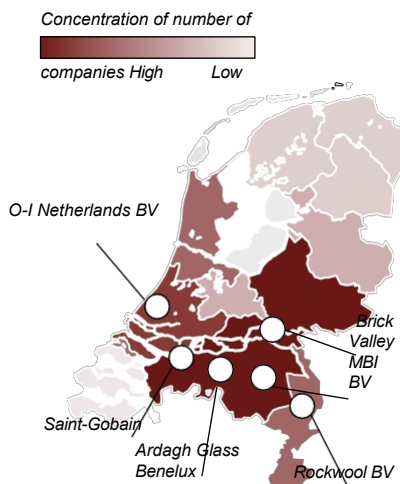 Concentration of number of
companies High Low
O-I Netherlands BV
Brick
Valley
MBI
BV
Saint-Gobain
Ardagh Glass
Benelux
Rockwool BV